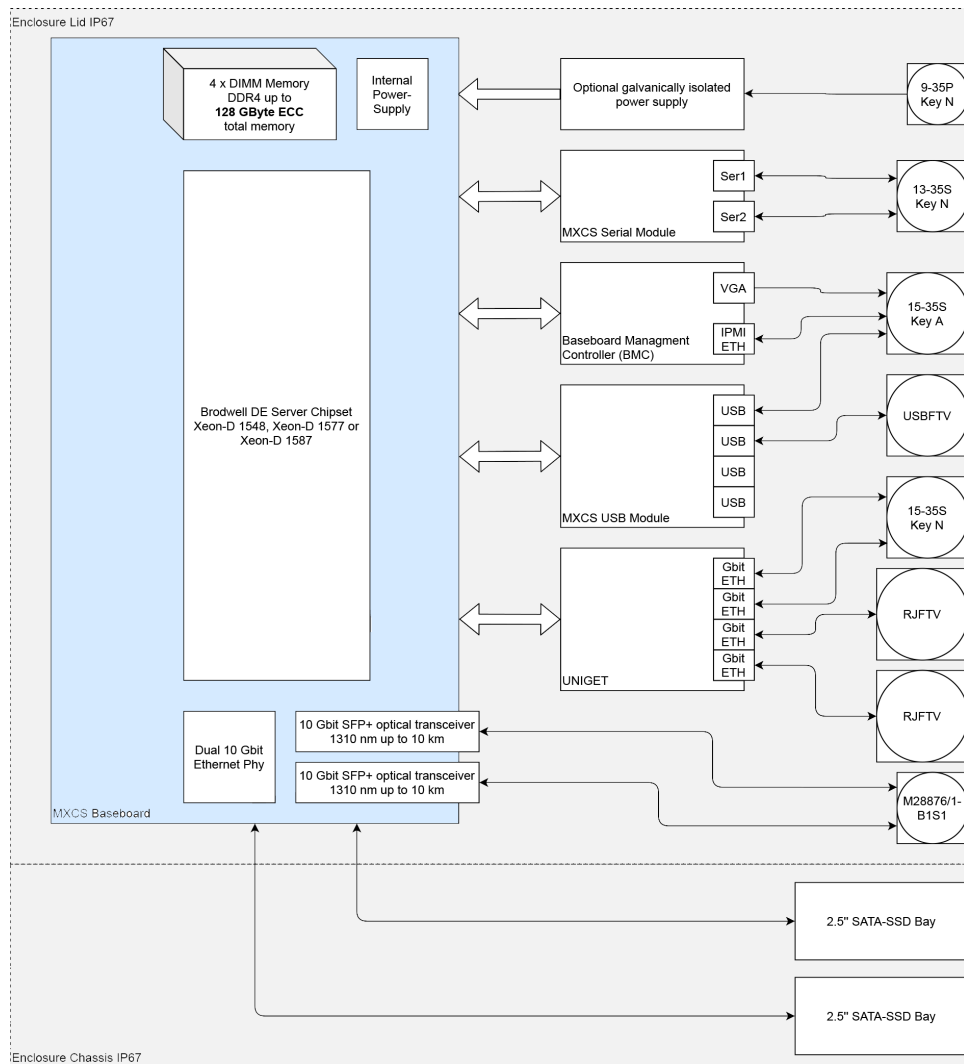 Enclosure Lid IP67
4 x DIMM Memory
DDR4 up to
128 GByte ECC
total memory
Internal
Power-
Supply
Optional galvanically isolated
power supply
9-35P
Key N
Ser1
Ser2
MXCS Serial Module
13-35S
Key N
VGA
IPMI
ETH
Baseboard Managment
Controller (BMC)
15-35S
Key A
Brodwell DE Server Chipset
Xeon-D 1548, Xeon-D 1577 or
Xeon-D 1587
USB
USB
USB
USB
MXCS USB Module
USBFTV
15-35S
Key N
Gbit
ETH
Gbit
ETH
Gbit
ETH
Gbit
ETH
UNIGET
RJFTV
RJFTV
Dual 10 Gbit
Ethernet Phy
10 Gbit SFP+ optical transceiver
1310 nm up to 10 km
10 Gbit SFP+ optical transceiver
1310 nm up to 10 km
M28876/1-
B1S1
MXCS Baseboard
2.5" SATA-SSD Bay
2.5" SATA-SSD Bay
Enclosure Chassis IP67